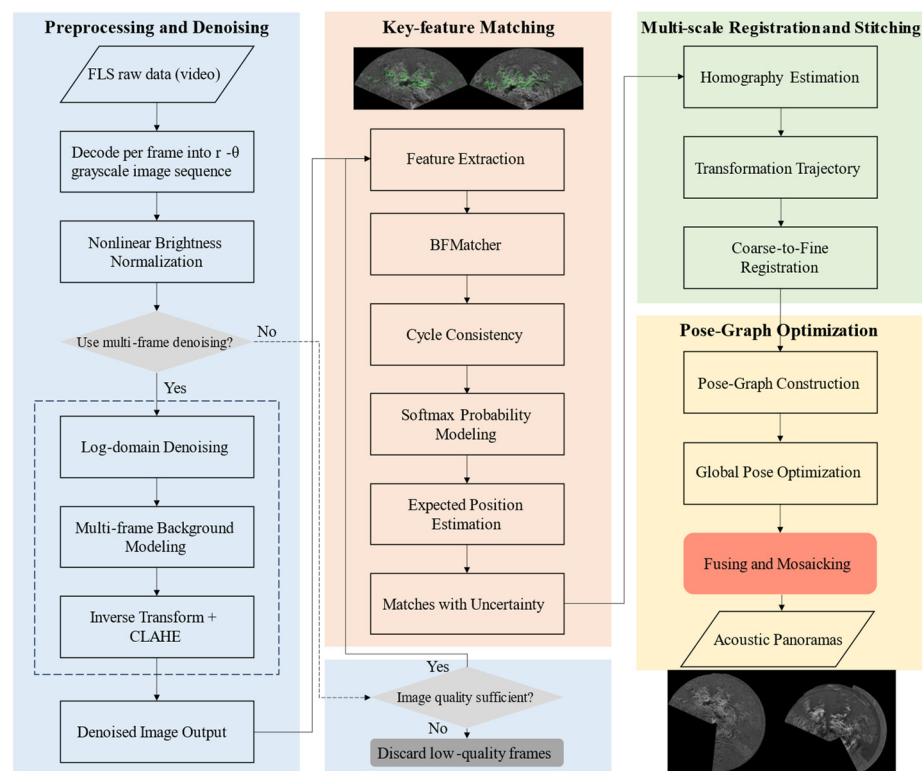 Preprocessing and Denoising
FLS raw data (video)
Decode per frame into r -θ
grayscale image sequence
Nonlinear Brightness
Normalization
Use multi-frame denoising?
No
Yes
Log-domain Denoising
Multi-frame Background
Modeling
Inverse Transform +
CLAHE
Denoised Image Output
Key-feature Matching
Feature Extraction
BFMatcher
Cycle Consistency
Softmax Probability
Modeling
Expected Position
Estimation
Matches with Uncertainty
Yes
Image quality sufficient?
No
Discard low-quality frames
Multi-scale Registration and Stitching
Homography Estimation
Transformation Trajectory
Coarse-to-Fine
Registration
Pose-Graph Optimization
Pose-Graph Construction
Global Pose Optimization
Fusing and Mosaicking
Acoustic Panoramas